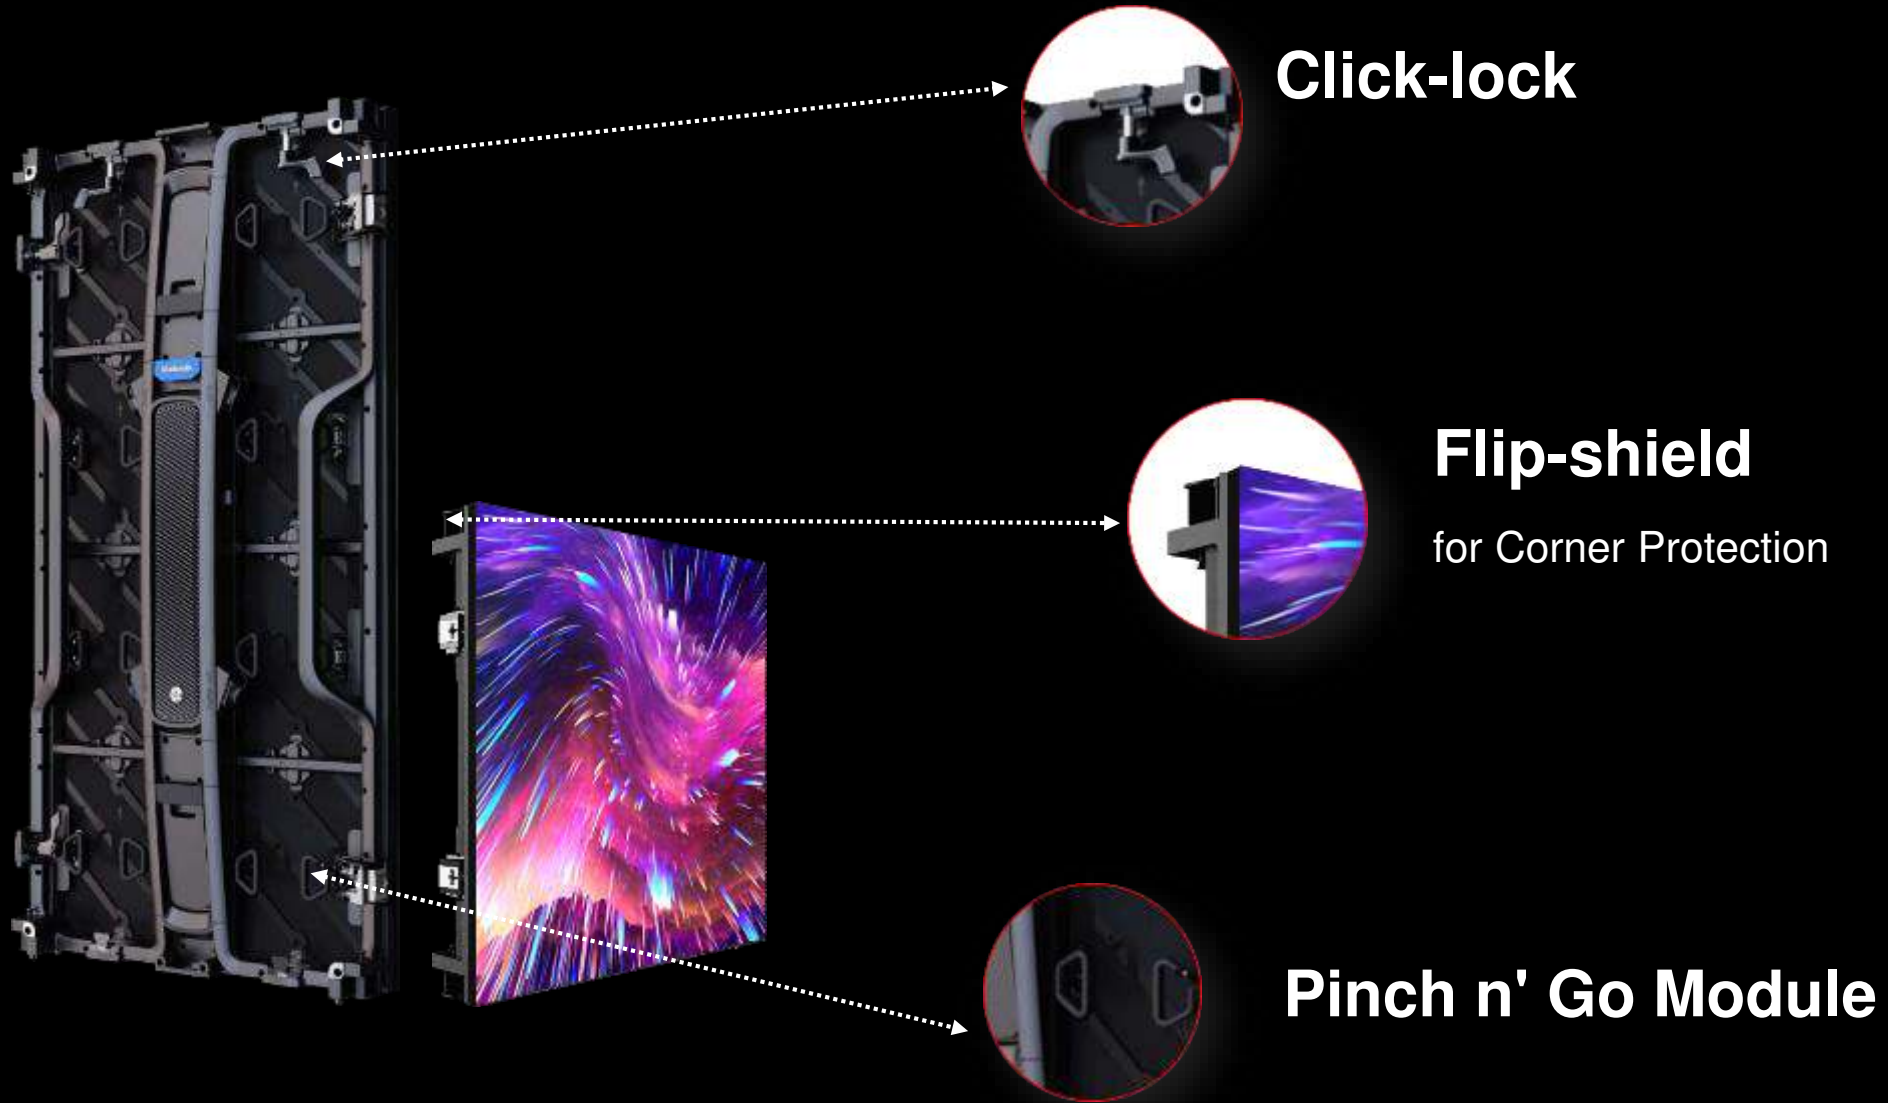 Click-lock
Flip-shield
for Corner Protection
Pinch n' Go Module